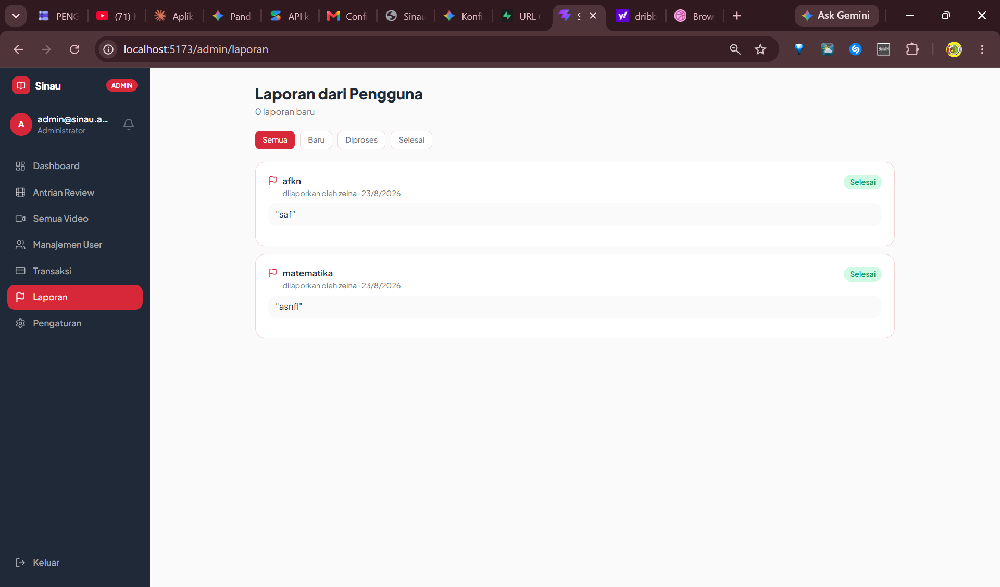 PENG
(71)
Aplik
Pand
API k
Confi
Sinau
Konfi
URL
dribb
Brow
Ask Gemini
localhost:5173/admin/laporan
Skip Ad
Sinau
ADMIN
A
admin@sinau.a...
Administrator
Dashboard
Antrian Review
Semua Video
Manajemen User
Transaksi
Laporan
Pengaturan
Keluar
Laporan dari Pengguna
0 laporan baru
Semua
Baru
Diproses
Selesai
afkn
Selesai
dilaporkan oleh zeina · 23/8/2026
"saf"
matematika
Selesai
dilaporkan oleh zeina · 23/8/2026
"asnfl"